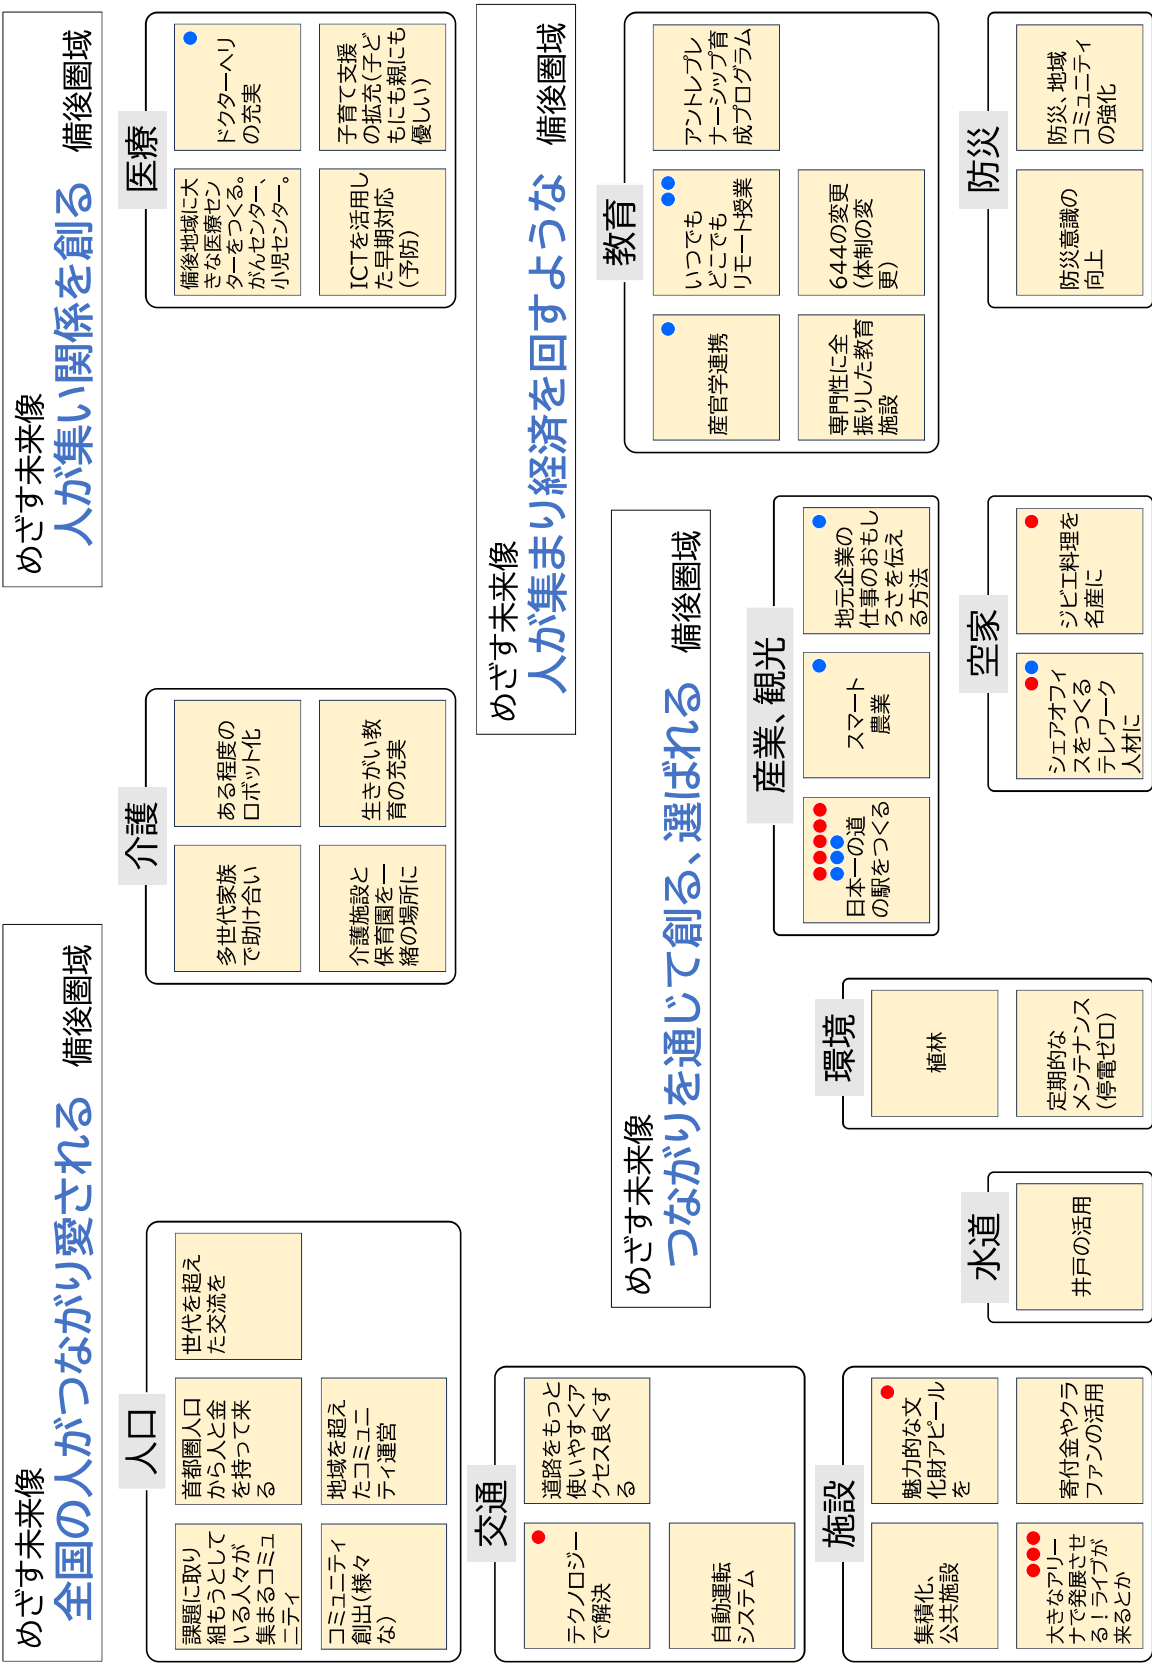 めざす未来像
全国の人がつながり愛される　備後圏域
めざす未来像
人が集い関係を創る　備後圏域
人口
課題に取り
組もうとして
いる人々が
集まるコミュ
ニティ
首都圏人口
から人と金
を持って来
る
世代を超え
た交流を
コミュニティ
創出(様々
な)
地域を超え
たコミュニ
ティ運営
介護
多世代家族
で助け合い
ある程度の
ロボット化
介護施設と
保育園を一
緒の場所に
生きがい教
育の充実
医療
備後地域に大
きな医療セン
ターをつくる。
がんセンター、
小児センター。
ドクターヘリ
の充実
ICTを活用し
た早期対応
(予防)
子育て支援
の拡充(子ど
もにも親にも
優しい)
めざす未来像
人が集まり経済を回すような　備後圏域
交通
テクノロジー
で解決
道路をもっと
使いやすくア
クセス良くす
る
自動運転
システム
めざす未来像
つながりを通じて創る、選ばれる　備後圏域
教育
産官学連携
いつでも
どこでも
リモート授業
アントレプレ
ナーシップ育
成プログラム
専門性に全
振りした教育
施設
644の変更
(体制の変
更)
産業、観光
日本一の道
の駅をつくる
スマート
農業
地元企業の
仕事のおもし
ろさを伝え
る方法
施設
集積化、
公共施設
魅力的な文
化財アピール
を
大きなアリー
ナで発展させ
る！ライブが
来るとか
寄付金やクラ
ファンの活用
水道
井戸の活用
環境
植林
定期的な
メンテナンス
(停電ゼロ)
空家
シェアオフィ
スをつくる
テレワーク
人材に
ジビエ料理を
名産に
防災
防災意識の
向上
防災、地域
コミュニティ
の強化